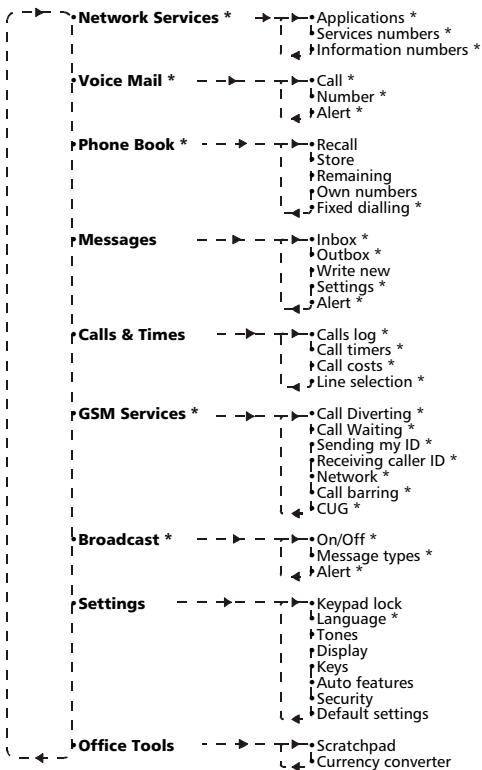 Network Services *
Applications *
Services numbers *
Information numbers *
Voice Mail *
Call *
Number *
Alert *
Phone Book *
Recall
Store
Remaining
Own numbers
Fixed dialling *
Messages
Inbox *
Outbox *
Write new
Settings *
Alert *
Calls & Times
Calls log *
Call timers *
Call costs *
Line selection *
GSM Services *
Call Diverting *
Call Waiting *
Sending my ID *
Receiving caller ID *
Network *
Call barring *
CUG *
Broadcast *
On/Off *
Message types *
Alert *
Settings
Keypad lock
Language *
Tones
Display
Keys
Auto features
Security
Default settings
Office Tools
Scratchpad
Currency converter